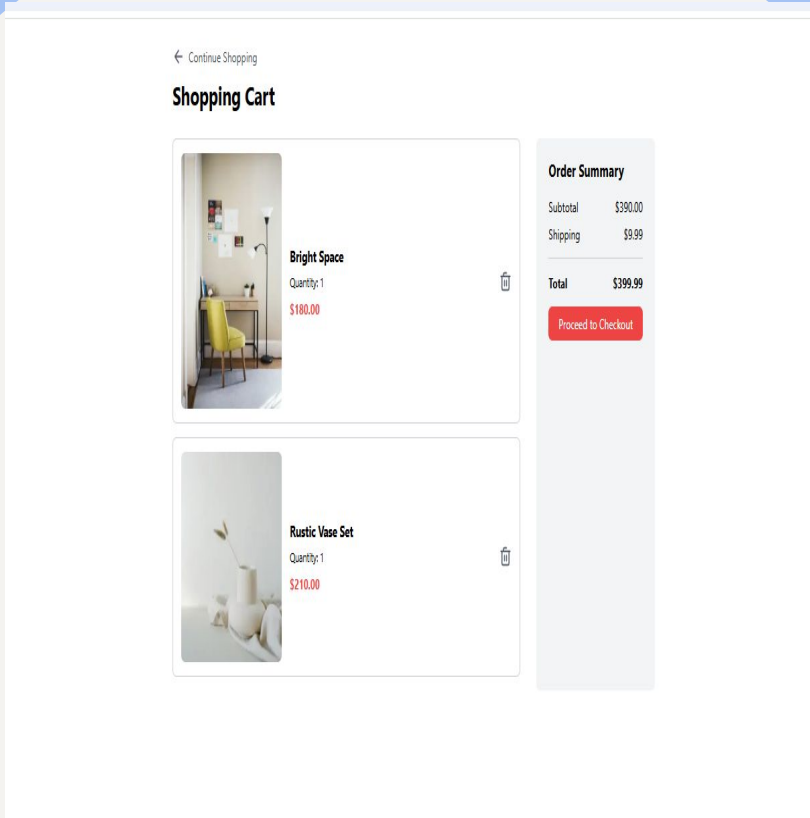 Continue Shopping
Shopping Cart
Bright Space
Quantity: 1
$180.00
Rustic Vase Set
Quantity: 1
$210.00
Order Summary
Subtotal $390.00
Shipping $9.99
Total $399.99
Proceed to Checkout